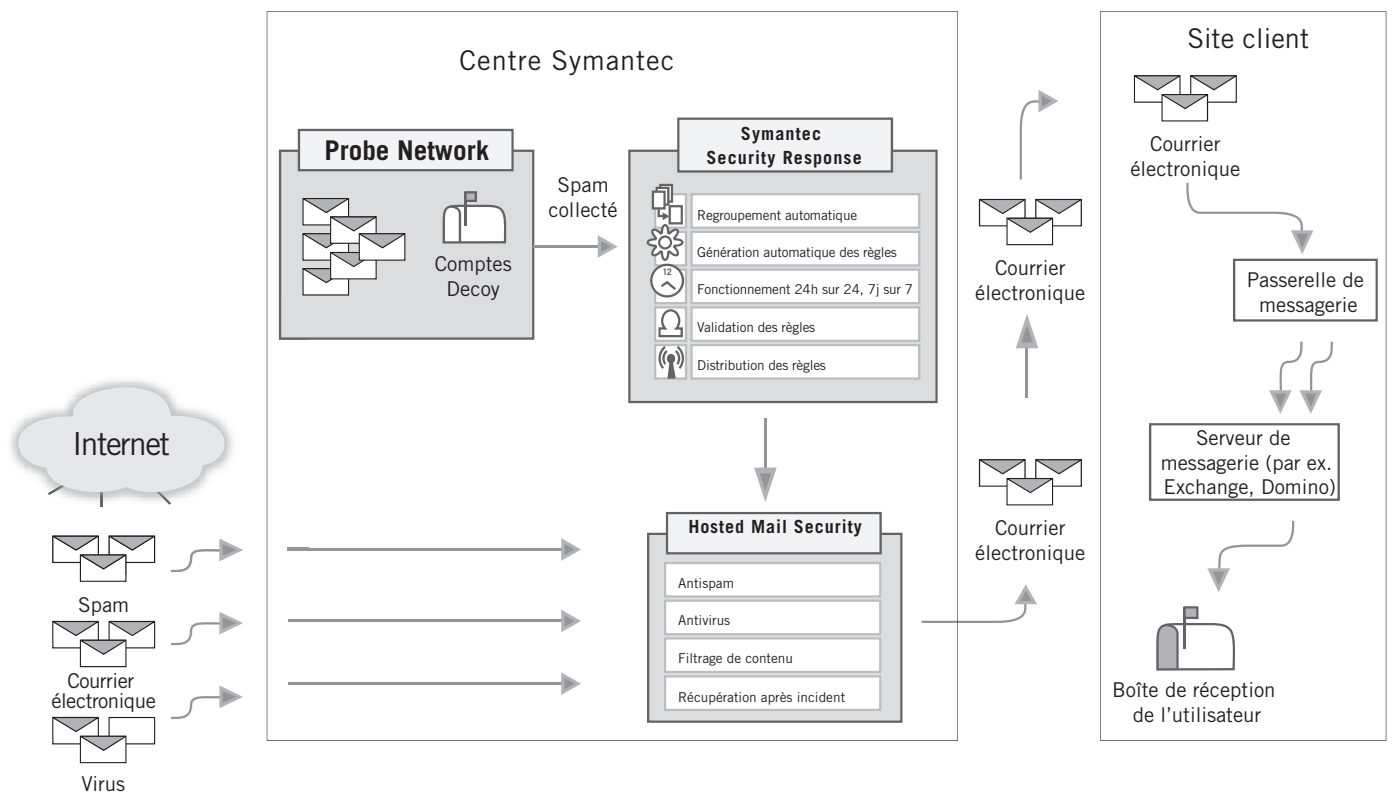 Centre Symantec
Probe Network
Comptes
Decoy
Spam
collecté
Symantec
Security Response
12
Regroupement automatique
Génération automatique des règles
Fonctionnement 24h sur 24, 7j sur 7
Validation des règles
Distribution des règles
Internet
Spam
Courrier
électronique
Virus
Hosted Mail Security
Antispam
Antivirus
Filtrage de contenu
Récupération après incident
Courrier
électronique
Courrier
électronique
Site client
Courrier
électronique
Passerelle de
messagerie
Serveur de
messagerie (par ex.
Exchange, Domino)
Boîte de réception
de l’utilisateur